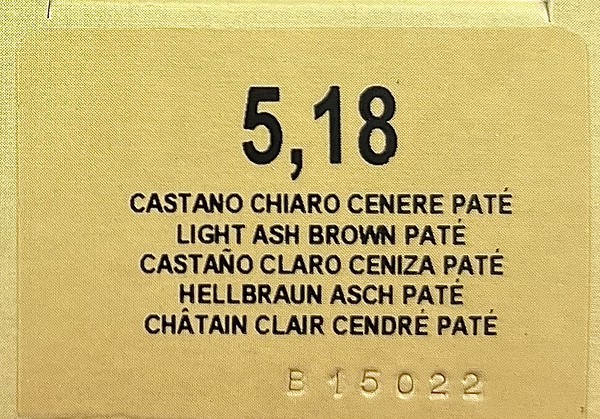 5,18
CASTANO CHIARO CENERE PATÉ
LIGHT ASH BROWN PATÉ
CASTAÑO CLARO CENIZA PATÉ
HELLBRAUN ASCH PATÉ
CHÂTAIN CLAIR CENDRÉ PATÉ
B 15022